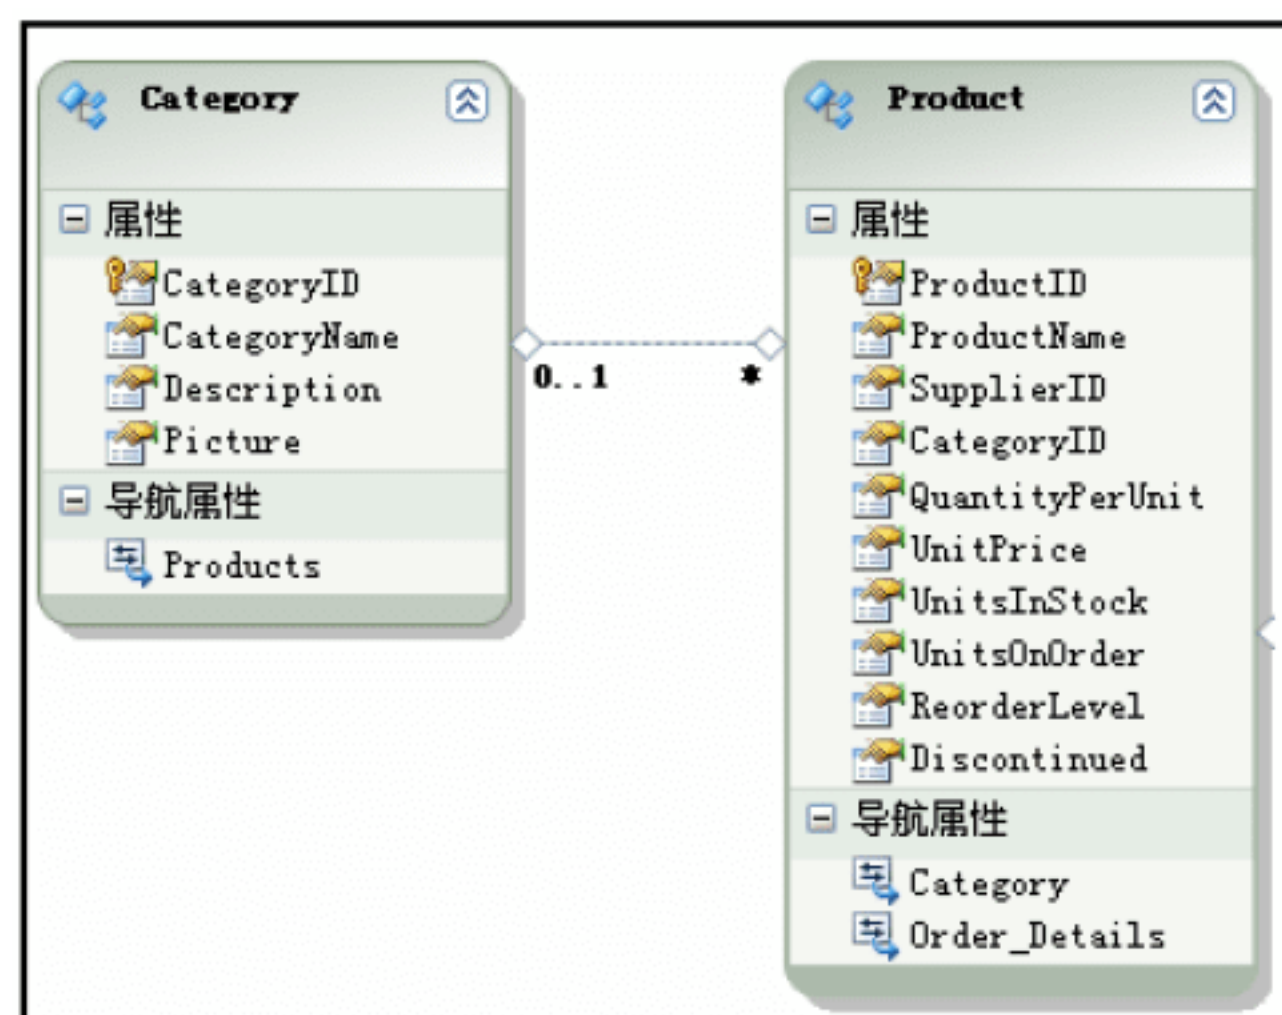 Category
属性
CategoryID
CategoryName
Description
Picture
导航属性
Products
0..1
*
Product
属性
ProductID
ProductName
SupplierID
CategoryID
QuantityPerUnit
UnitPrice
UnitsInStock
UnitsOnOrder
ReorderLevel
Discontinued
导航属性
Category
Order_Details